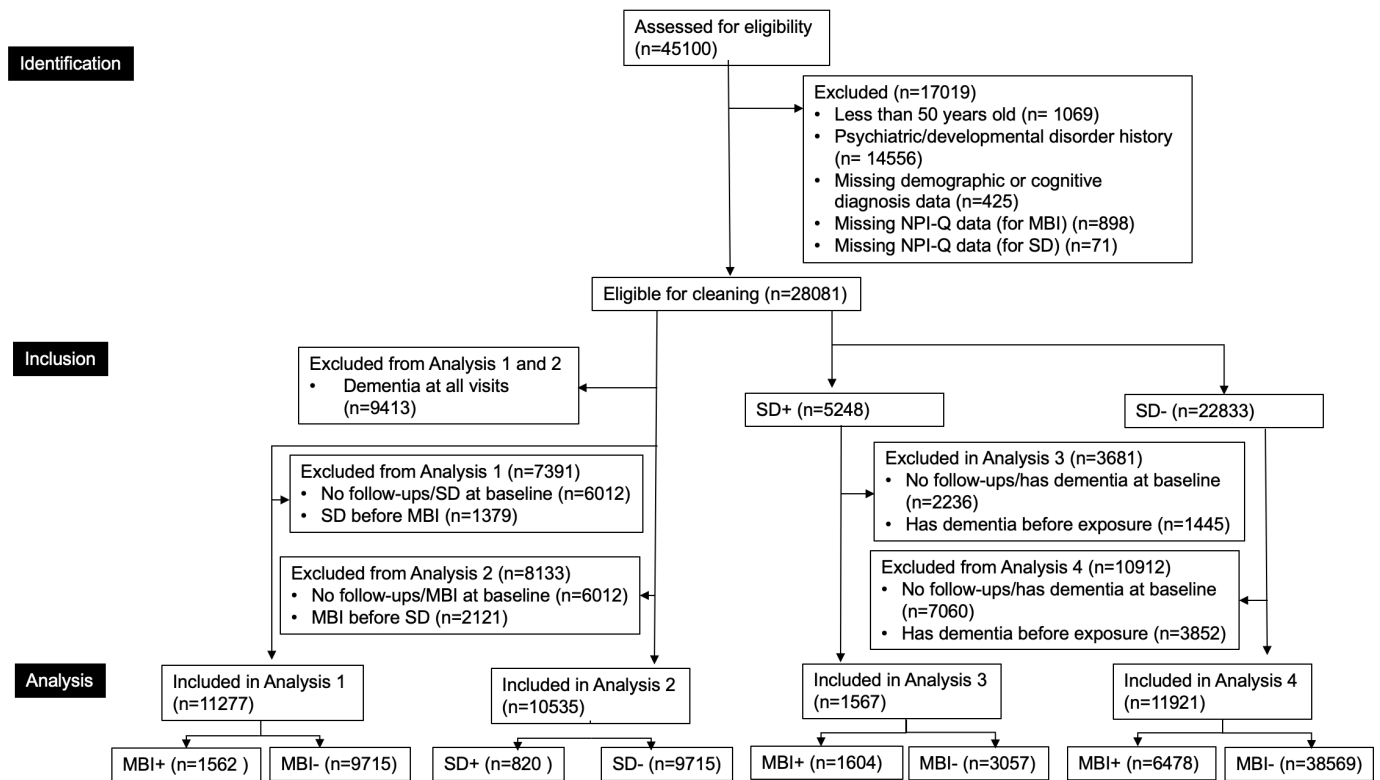 Assessed for eligibility
(n=45100)
Identification
Excluded (n=17019)
• Less than 50 years old (n= 1069)
• Psychiatric/developmental disorder history
(n= 14556)
• Missing demographic or cognitive
diagnosis data (n=425)
• Missing NPI-Q data (for MBI) (n=898)
• Missing NPI-Q data (for SD) (n=71)
Eligible for cleaning (n=28081)
Inclusion
Excluded from Analysis 1 and 2
• Dementia at all visits
(n=9413)
SD+ (n=5248)
SD- (n=22833)
Excluded from Analysis 1 (n=7391)
• No follow-ups/SD at baseline (n=6012)
• SD before MBI (n=1379)
Excluded in Analysis 3 (n=3681)
• No follow-ups/has dementia at baseline
(n=2236)
• Has dementia before exposure (n=1445)
Excluded from Analysis 2 (n=8133)
• No follow-ups/MBI at baseline (n=6012)
• MBI before SD (n=2121)
Excluded from Analysis 4 (n=10912)
• No follow-ups/has dementia at baseline
(n=7060)
• Has dementia before exposure (n=3852)
Analysis
Included in Analysis 1
(n=11277)
Included in Analysis 2
(n=10535)
Included in Analysis 3
(n=1567)
Included in Analysis 4
(n=11921)
MBI+ (n=1562 )
MBI- (n=9715)
SD+ (n=820 )
SD- (n=9715)
MBI+ (n=1604)
MBI- (n=3057)
MBI+ (n=6478)
MBI- (n=38569)